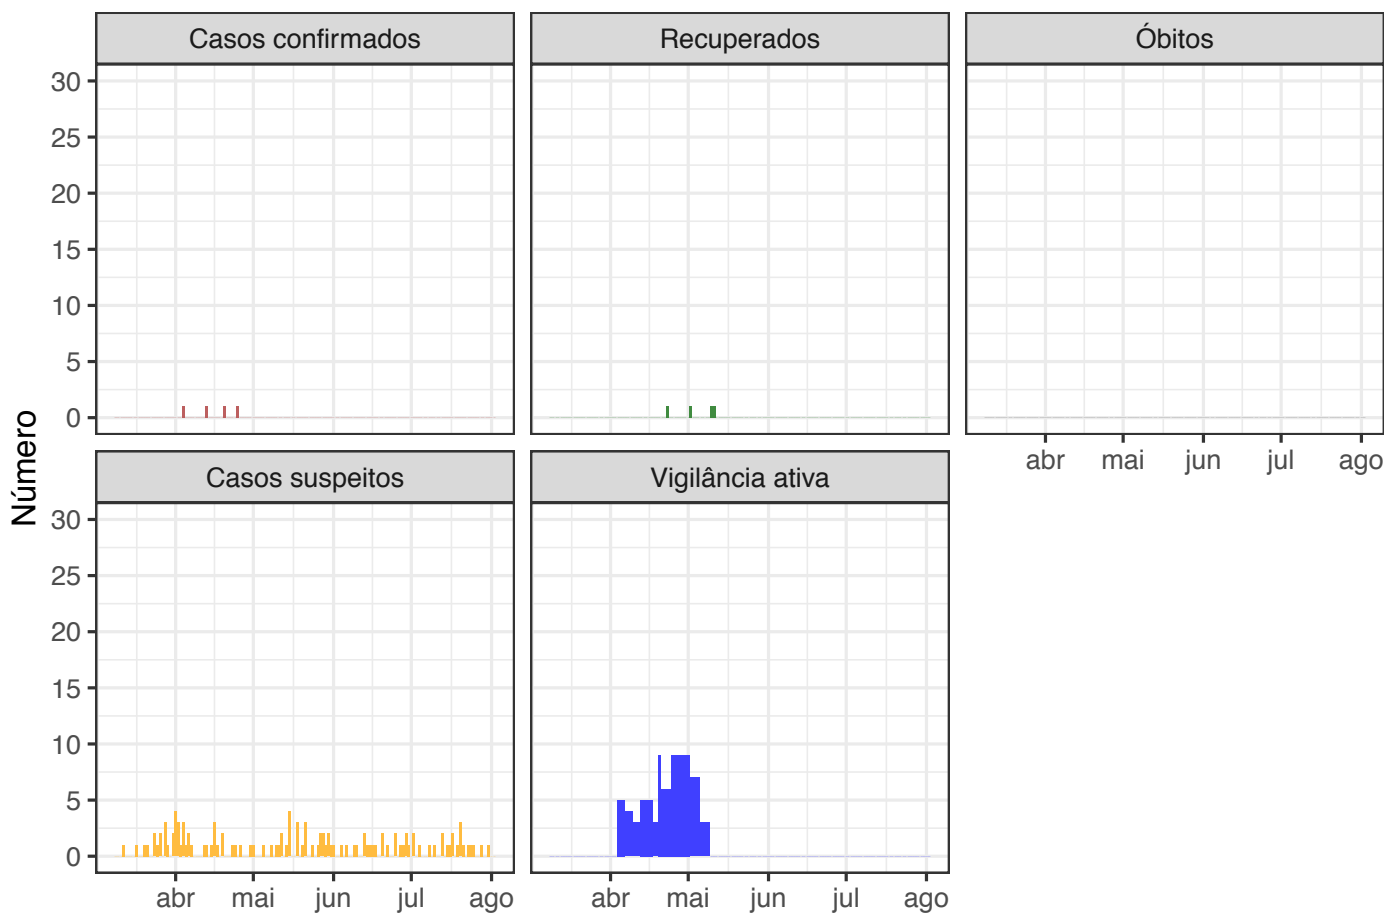 Casos confirmados
Recuperados
Óbitos
30
25
20
15
10
5
0
abr mai jun jul ago
Número
Casos suspeitos
Vigilância ativa
30
25
20
15
10
5
0
abr mai jun jul ago
abr mai jun jul ago